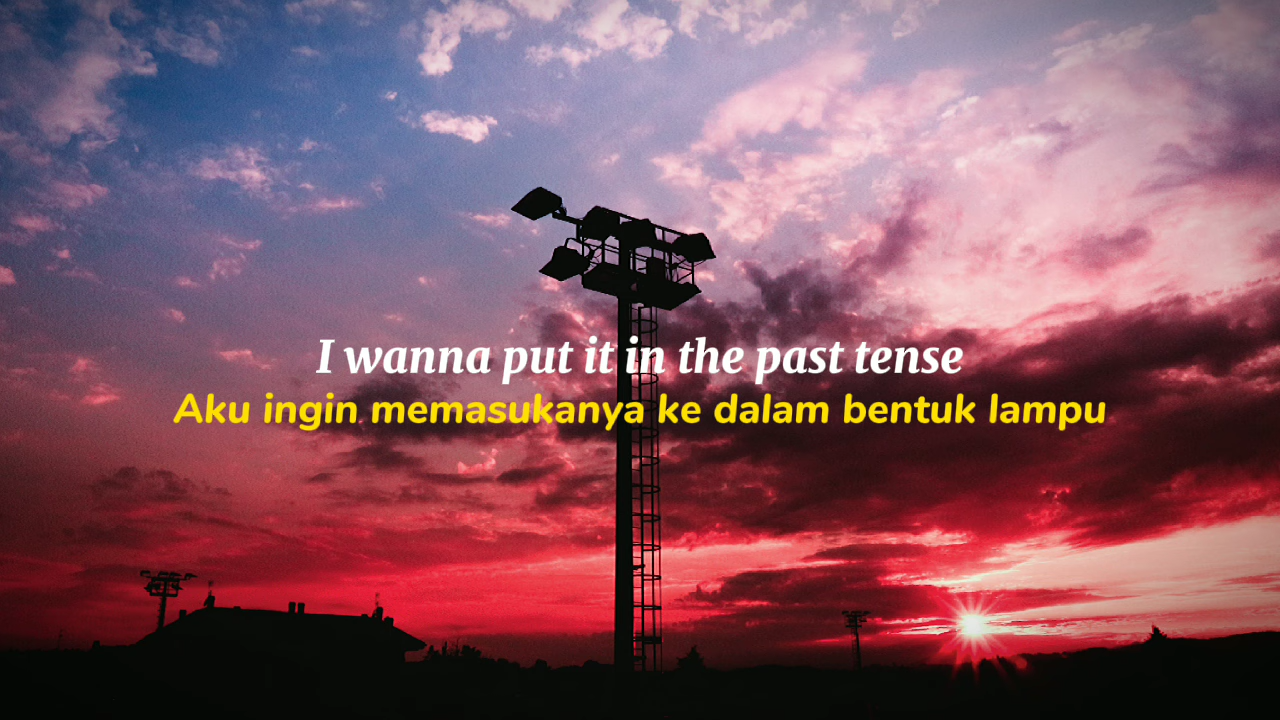 I wanna put it in the past tense
Aku ingin memasukanya ke dalam bentuk lampu